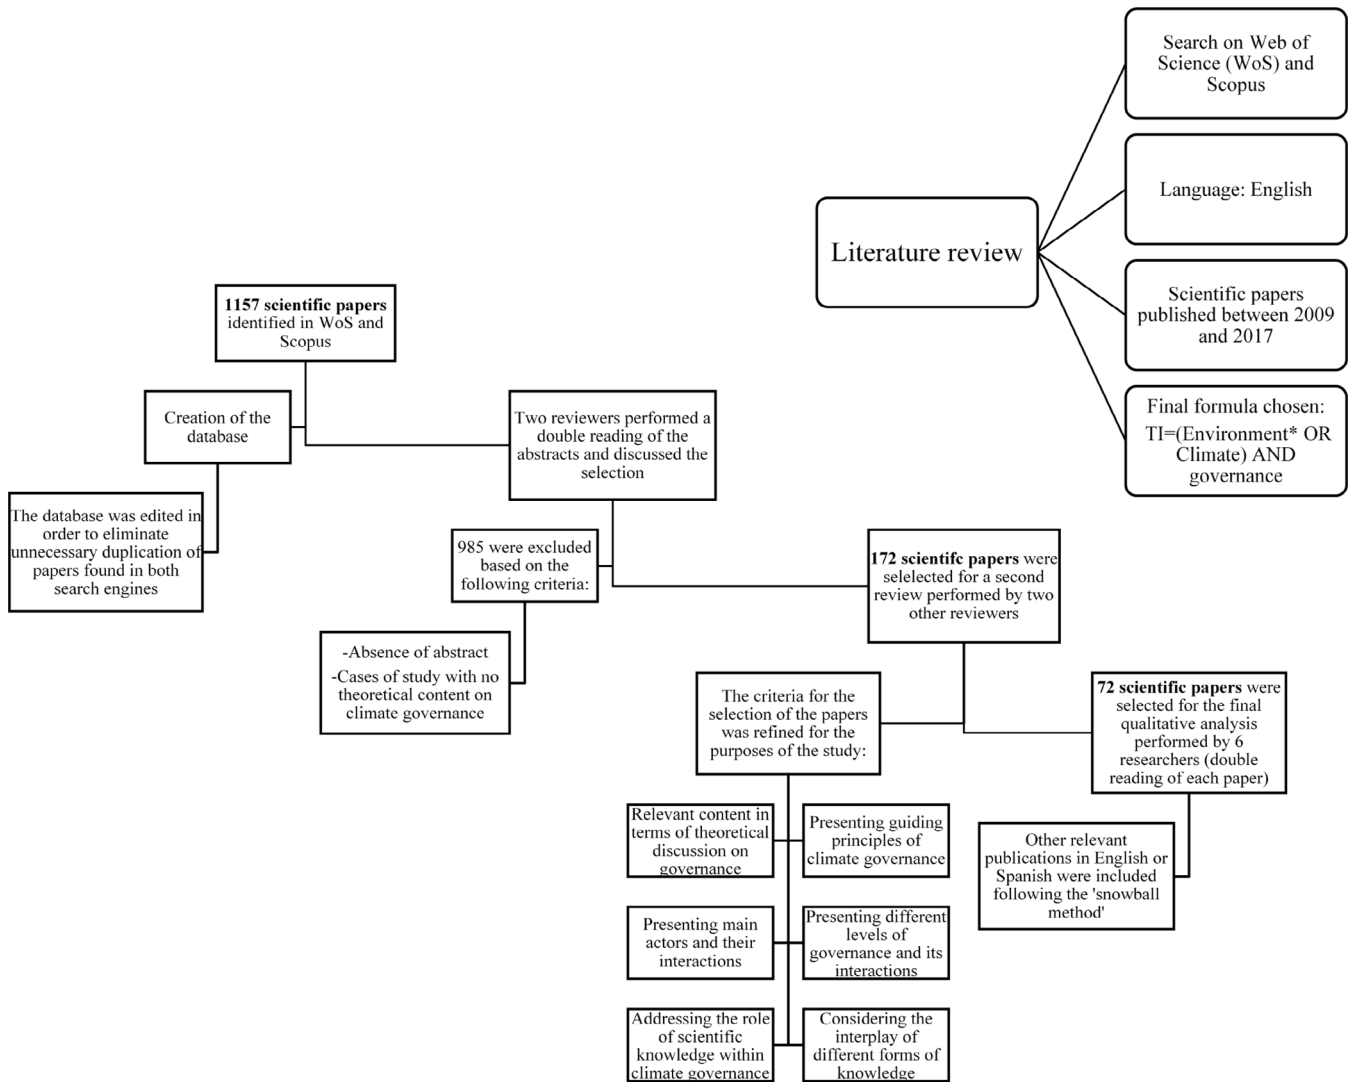 Literature review
Search on Web of
Science (WoS) and
Scopus
Language: English
Scientific papers
published between 2009
and 2017
Final formula chosen:
TI=(Environment* OR
Climate) AND
governance
1157 scientific papers
identified in WoS and
Scopus
Creation of the
database
The database was edited in
order to eliminate
unnecessary duplication of
papers found in both
search engines
Two reviewers performed a
double reading of the
abstracts and discussed the
selection
985 were excluded
based on the
following criteria:
-Absence of abstract
-Cases of study with no
theoretical content on
climate governance
172 scientifc papers were
selelected for a second
review performed by two
other reviewers
The criteria for the
selection of the papers
was refined for the
purposes of the study:
Relevant content in
terms of theoretical
discussion on
governance
Presenting guiding
principles of
climate governance
Presenting main
actors and their
interactions
Presenting different
levels of
governance and its
interactions
Addressing the role
of scientific
knowledge within
climate governance
Considering the
interplay of
different forms of
knowledge
72 scientific papers were
selected for the final
qualitative analysis
performed by 6
researchers (double
reading of each paper)
Other relevant
publications in English or
Spanish were included
following the 'snowball
method'